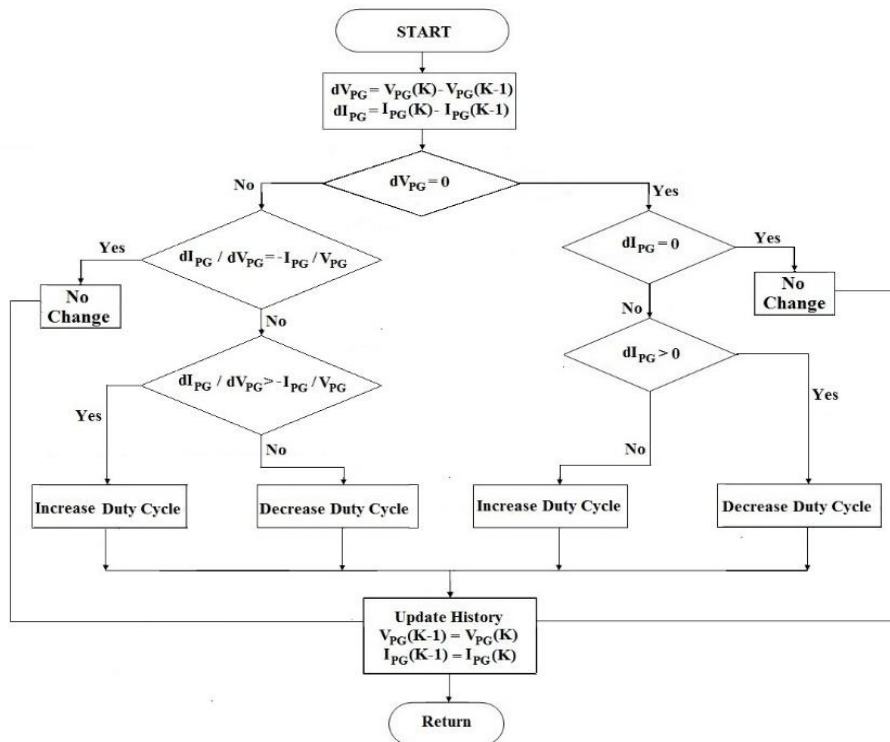 START
dV_PG = V_PG(K) - V_PG(K-1)
dI_PG = I_PG(K) - I_PG(K-1)
dV_PG = 0
No
Yes
dI_PG / dV_PG = -I_PG / V_PG
Yes
No
Change
No
dI_PG = 0
Yes
No
Change
No
dI_PG / dV_PG > -I_PG / V_PG
Yes
No
dI_PG > 0
Yes
No
Increase Duty Cycle
Decrease Duty Cycle
Increase Duty Cycle
Decrease Duty Cycle
Update History
V_PG(K-1) = V_PG(K)
I_PG(K-1) = I_PG(K)
Return